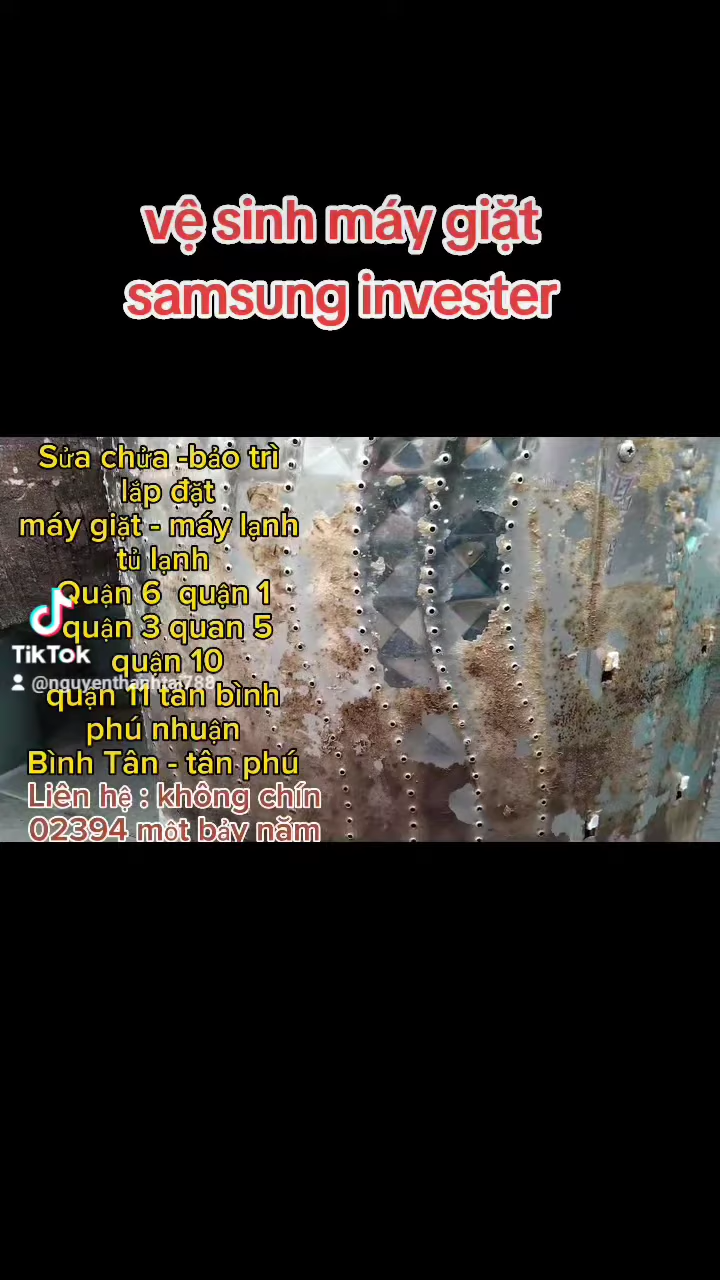 vệ sinh máy giặt
samsung invester
Sửa chửa -bảo trì
lắp đặt
máy giặt - máy lạnh
tủ lạnh
Quận 6 quận 1
quận 3 quan 5
quận 10
quận 11 tân bình
phú nhuận
Bình Tân - tân phú
Liên hệ : không chín
02394 một bảy năm
TikTok
@nguyenthanhtai788